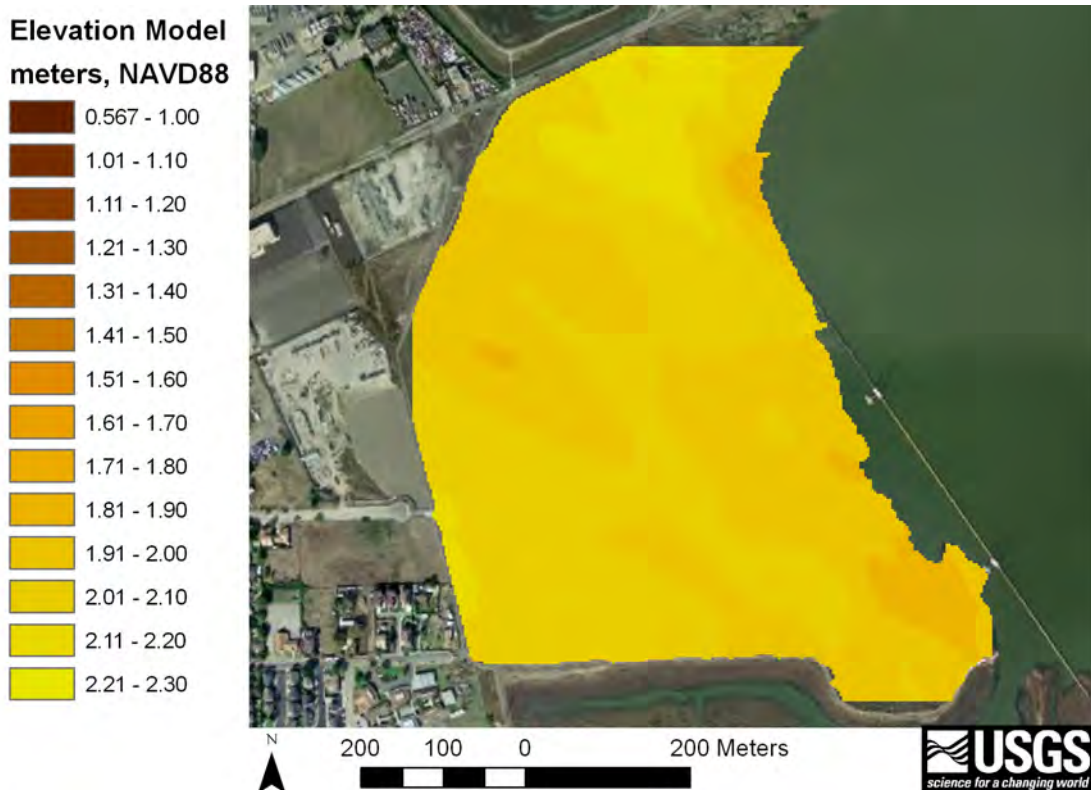 Elevation Model
meters, NAVD88
0.567 - 1.00
1.01 - 1.10
1.11 - 1.20
1.21 - 1.30
1.31 - 1.40
1.41 - 1.50
1.51 - 1.60
1.61 - 1.70
1.71 - 1.80
1.81 - 1.90
1.91 - 2.00
2.01 - 2.10
2.11 - 2.20
2.21 - 2.30
N
200 100 0 200 Meters
USGS
science for a changing world